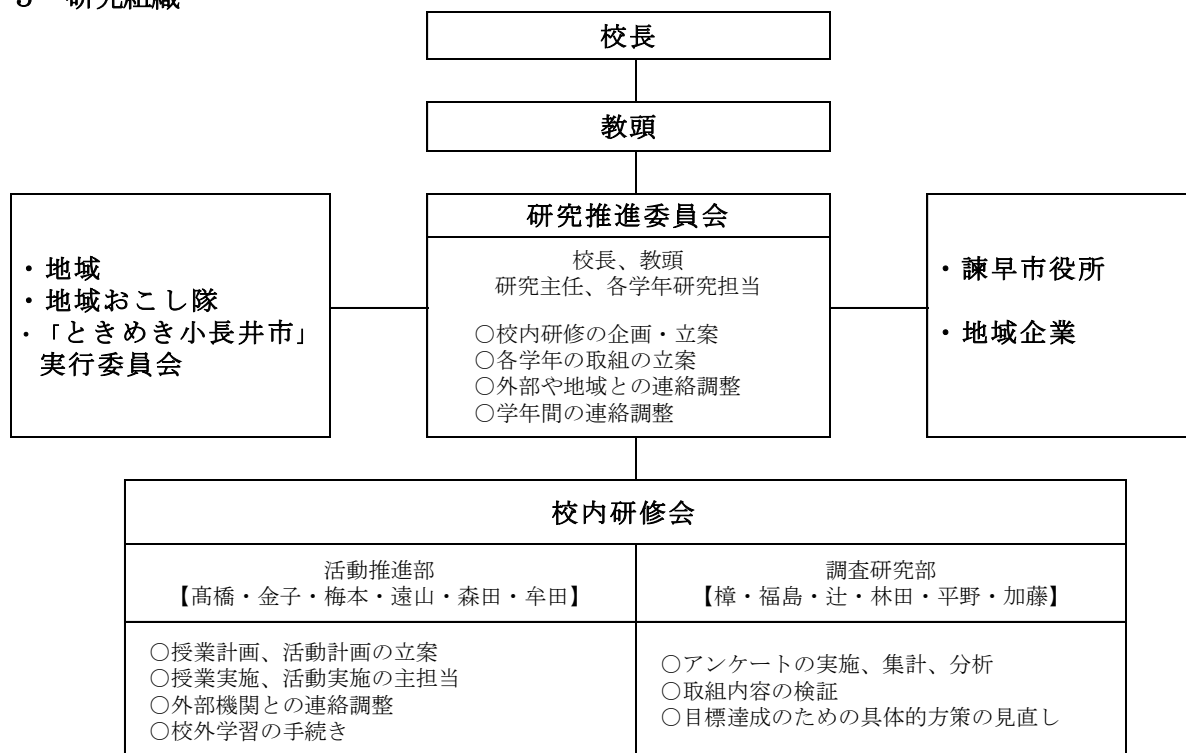 研究組織
校長
教頭
・地域
・地域おこし隊
・「ときめき小長井市」
実行委員会
研究推進委員会
校長、教頭
研究主任、各学年研究担当
○校内研修の企画・立案
○各学年の取組の立案
○外部や地域との連絡調整
○学年間の連絡調整
・諫早市役所
・地域企業
校内研修会
活動推進部
【髙橋・金子・梅本・遠山・森田・牟田】
○授業計画、活動計画の立案
○授業実施、活動実施の主担当
○外部機関との連絡調整
○校外学習の手続き
調査研究部
【樟・福島・辻・林田・平野・加藤】
○アンケートの実施、集計、分析
○取組内容の検証
○目標達成のための具体的方策の見直し